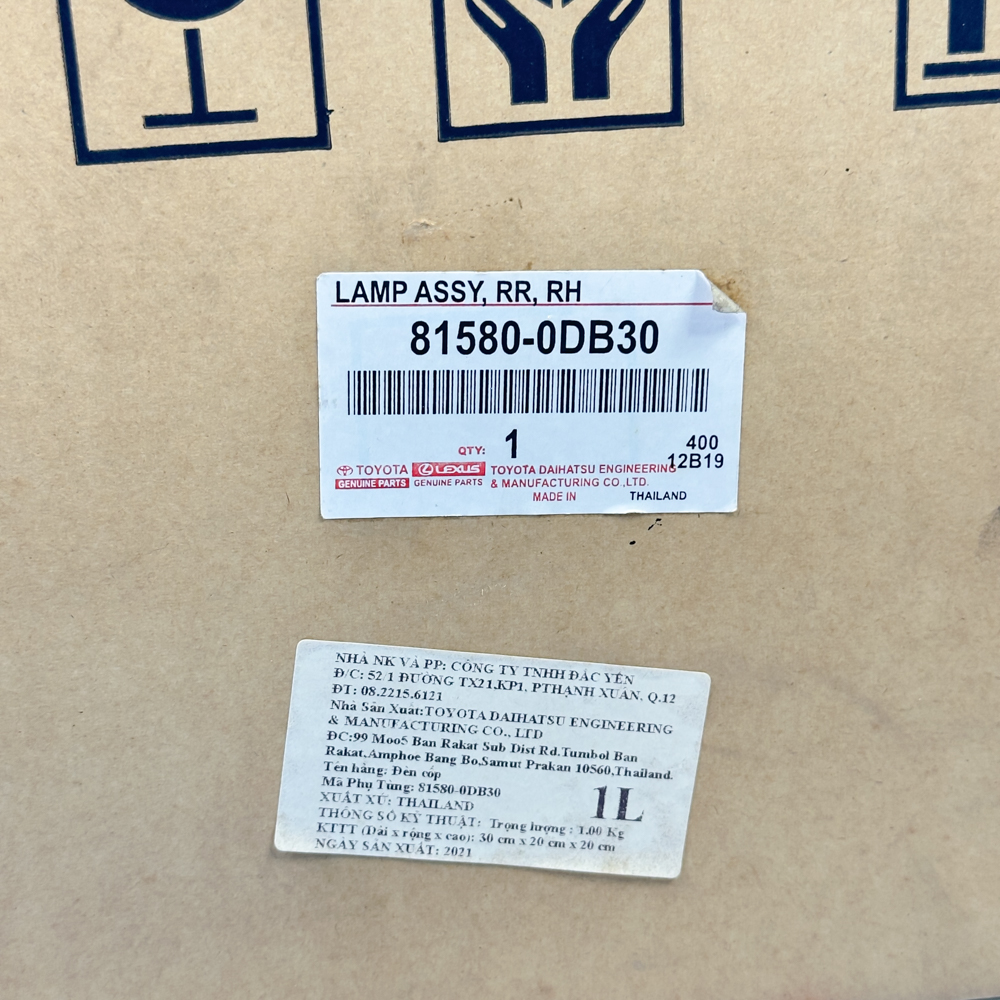 LAMP ASSY, RR, RH
81580-0DB30
QTY: 1
400
12B19
TOYOTA
GENUINE PARTS
LEXUS
GENUINE PARTS
TOYOTA DAIHATSU ENGINEERING
& MANUFACTURING CO.,LTD.
MADE IN THAILAND
NHÀ NK VÀ PP: CÔNG TY TNHH ĐẮC YẾN
Đ/C: 52/1 ĐƯỜNG TX21,KP1, PTHẠNH XUÂN, Q.12
ĐT: 08.2215.6121
Nhà Sản Xuất:TOYOTA DAIHATSU ENGINEERING
& MANUFACTURING CO., LTD
ĐC:99 Moo5 Ban Rakat Sub Dist Rd.Tumbol Ban
Rakat,Amphoe Bang Bo,Samut Prakan 10560,Thailand.
Tên hàng: Đèn cốp
Mã Phụ Tùng: 81580-0DB30
XUẤT XỨ: THAILAND
1L
THÔNG SỐ KỸ THUẬT: Trọng lượng : 1.00 Kg
KTTT (Dài x rộng x cao): 30 cm x 20 cm x 20 cm
NGÀY SẢN XUẤT: 2021